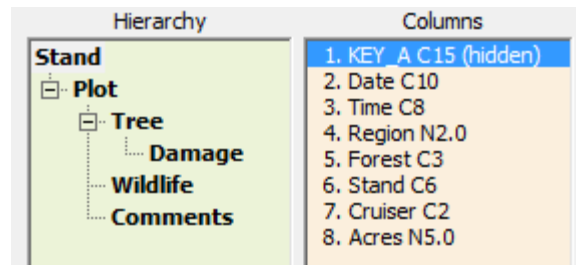 Hierarchy
Stand
Plot
Tree
Damage
Wildlife
Comments
Columns
1. KEY_A C15 (hidden)
2. Date C10
3. Time C8
4. Region N2.0
5. Forest C3
6. Stand C6
7. Cruiser C2
8. Acres N5.0